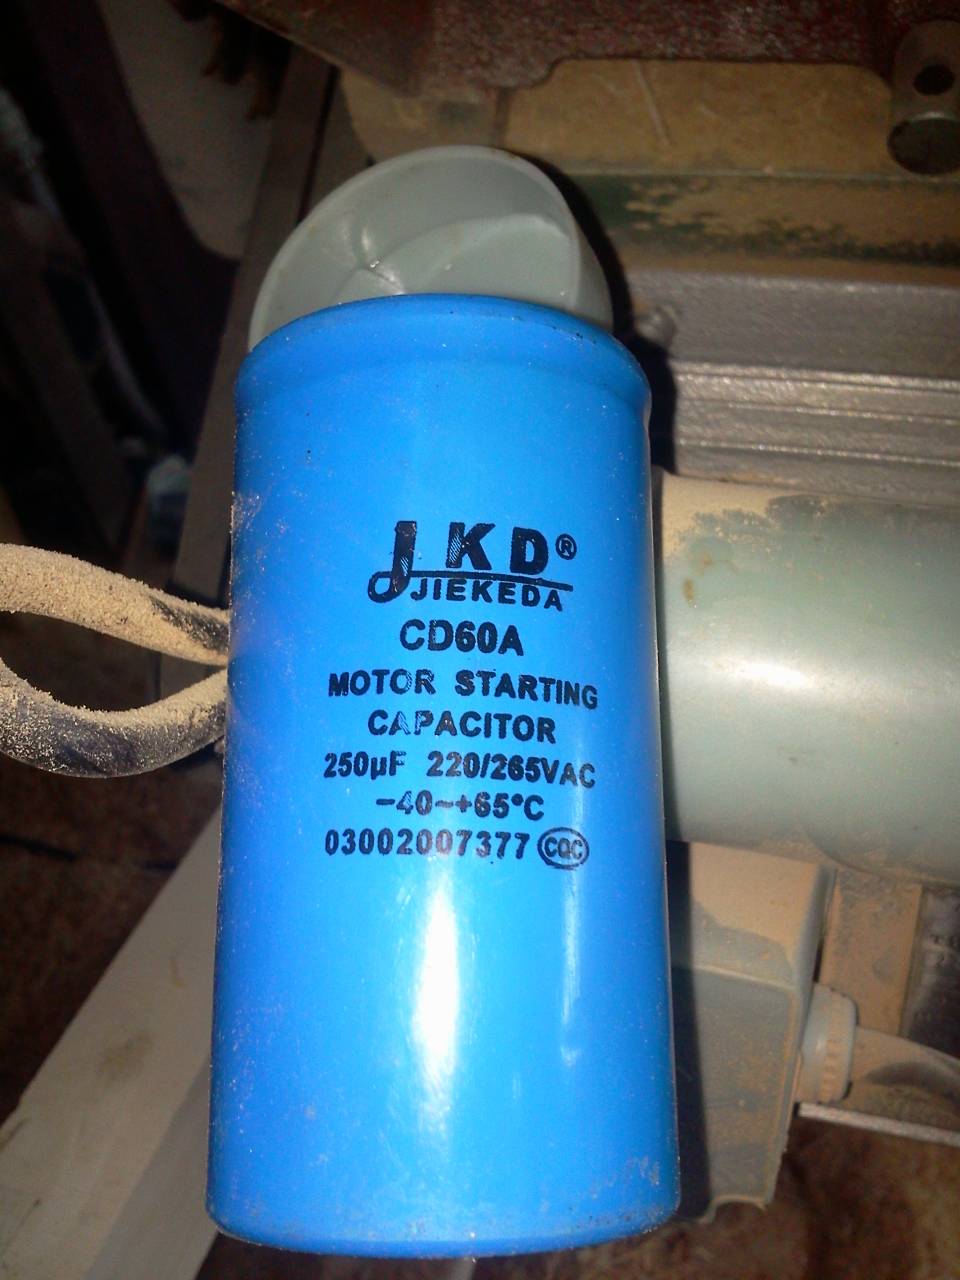 JKD®
JIEKEDA
CD60A
MOTOR STARTING
CAPACITOR
250μF 220/265VAC
-40~+65°C
03002007377 CQC